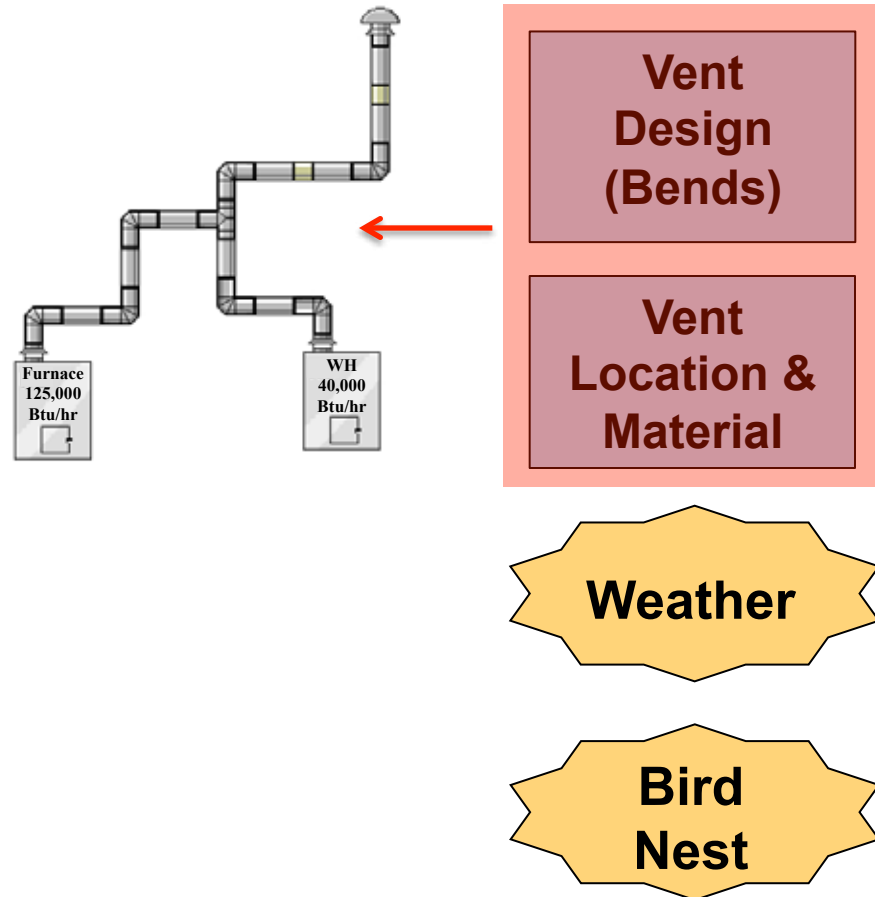 Vent
Design
(Bends)
Vent
Location &
Material
Furnace
125,000
Btu/hr
WH
40,000
Btu/hr
Weather
Bird
Nest